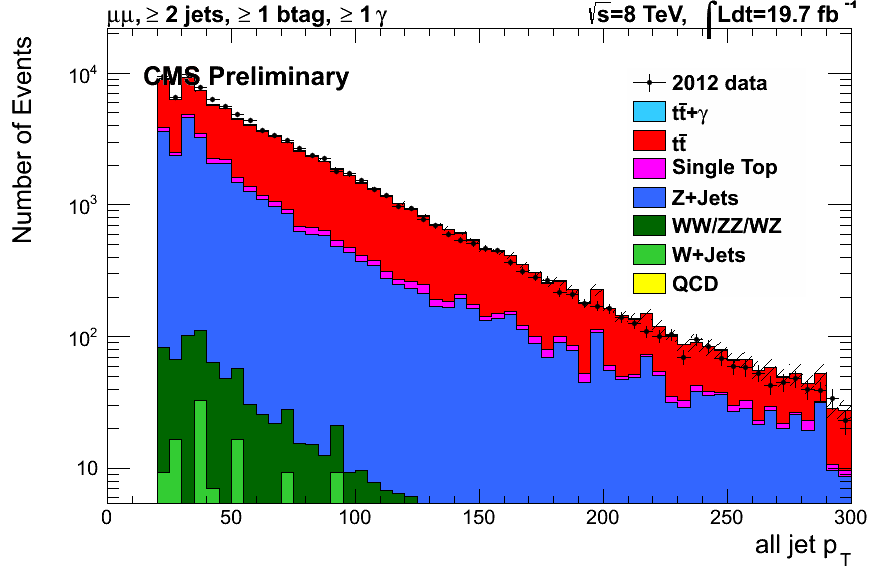 μμ, ≥ 2 jets, ≥ 1 btag, ≥ 1 γ
√s=8 TeV, ∫Ldt=19.7 fb⁻¹
CMS Preliminary
Number of Events
2012 data
tt̄+γ
tt̄
Single Top
Z+Jets
WW/ZZ/WZ
W+Jets
QCD
10⁴
10³
10²
10
0 50 100 150 200 250 300
all jet p_T